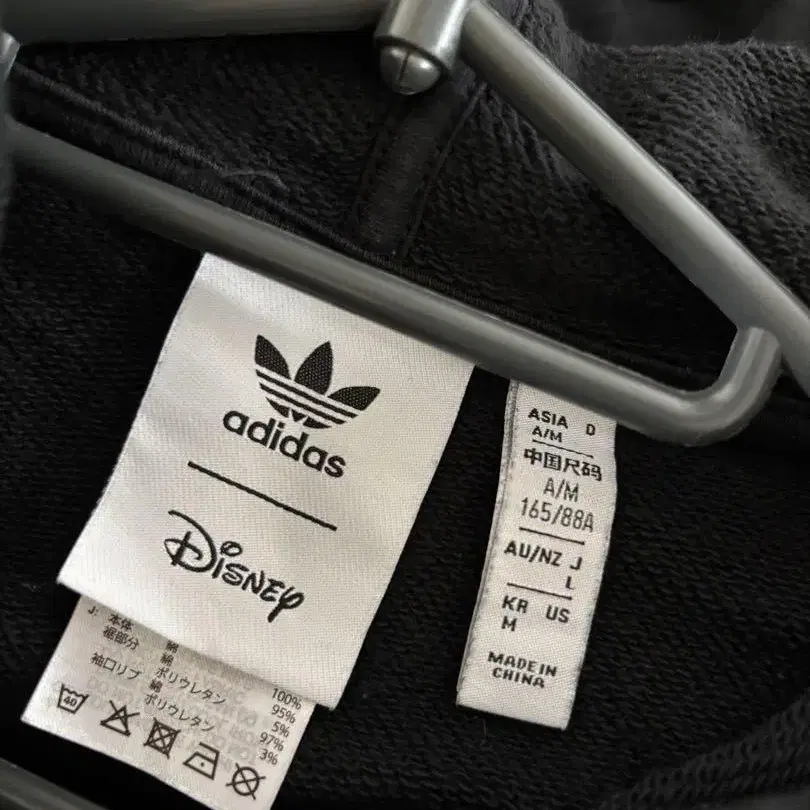 adidas
Disney
J: 本体 綿 100%
裾部分 綿 95%
ポリウレタン 5%
袖口リブ 綿 97%
ポリウレタン 3%
40
ASIA D
A/M
中国尺码
A/M
165/88A
AU/NZ J
L
KR US
M
MADE IN
CHINA